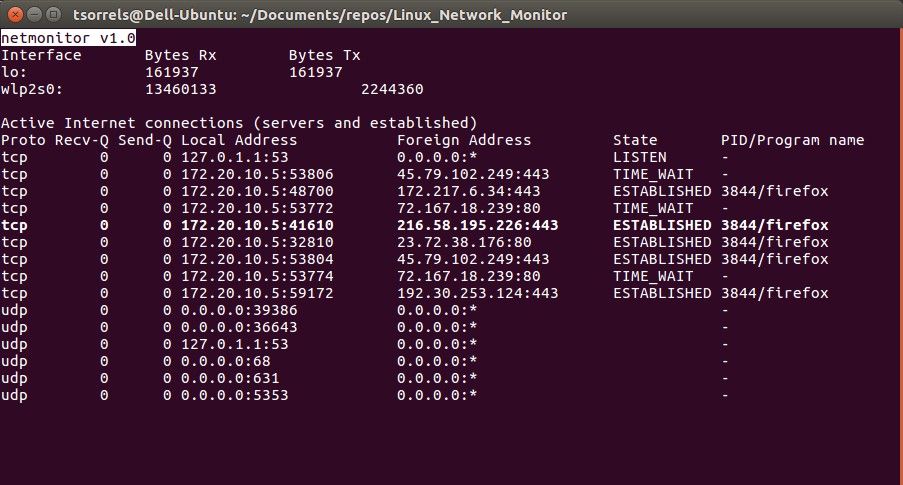 tsorrels@Dell-Ubuntu: ~/Documents/repos/Linux_Network_Monitor
netmonitor v1.0
Interface Bytes Rx Bytes Tx
lo: 161937 161937
wlp2s0: 13460133 2244360
Active Internet connections (servers and established)
Proto Recv-Q Send-Q Local Address Foreign Address State PID/Program name
tcp 0 0 127.0.1.1:53 0.0.0.0:* LISTEN -
tcp 0 0 172.20.10.5:53806 45.79.102.249:443 TIME_WAIT -
tcp 0 0 172.20.10.5:48700 172.217.6.34:443 ESTABLISHED 3844/firefox
tcp 0 0 172.20.10.5:53772 72.167.18.239:80 TIME_WAIT -
tcp 0 0 172.20.10.5:41610 216.58.195.226:443 ESTABLISHED 3844/firefox
tcp 0 0 172.20.10.5:32810 23.72.38.176:80 ESTABLISHED 3844/firefox
tcp 0 0 172.20.10.5:53804 45.79.102.249:443 ESTABLISHED 3844/firefox
tcp 0 0 172.20.10.5:53774 72.167.18.239:80 TIME_WAIT -
tcp 0 0 172.20.10.5:59172 192.30.253.124:443 ESTABLISHED 3844/firefox
udp 0 0 0.0.0.0:39386 0.0.0.0:* -
udp 0 0 0.0.0.0:36643 0.0.0.0:* -
udp 0 0 127.0.1.1:53 0.0.0.0:* -
udp 0 0 0.0.0.0:68 0.0.0.0:* -
udp 0 0 0.0.0.0:631 0.0.0.0:* -
udp 0 0 0.0.0.0:5353 0.0.0.0:* -